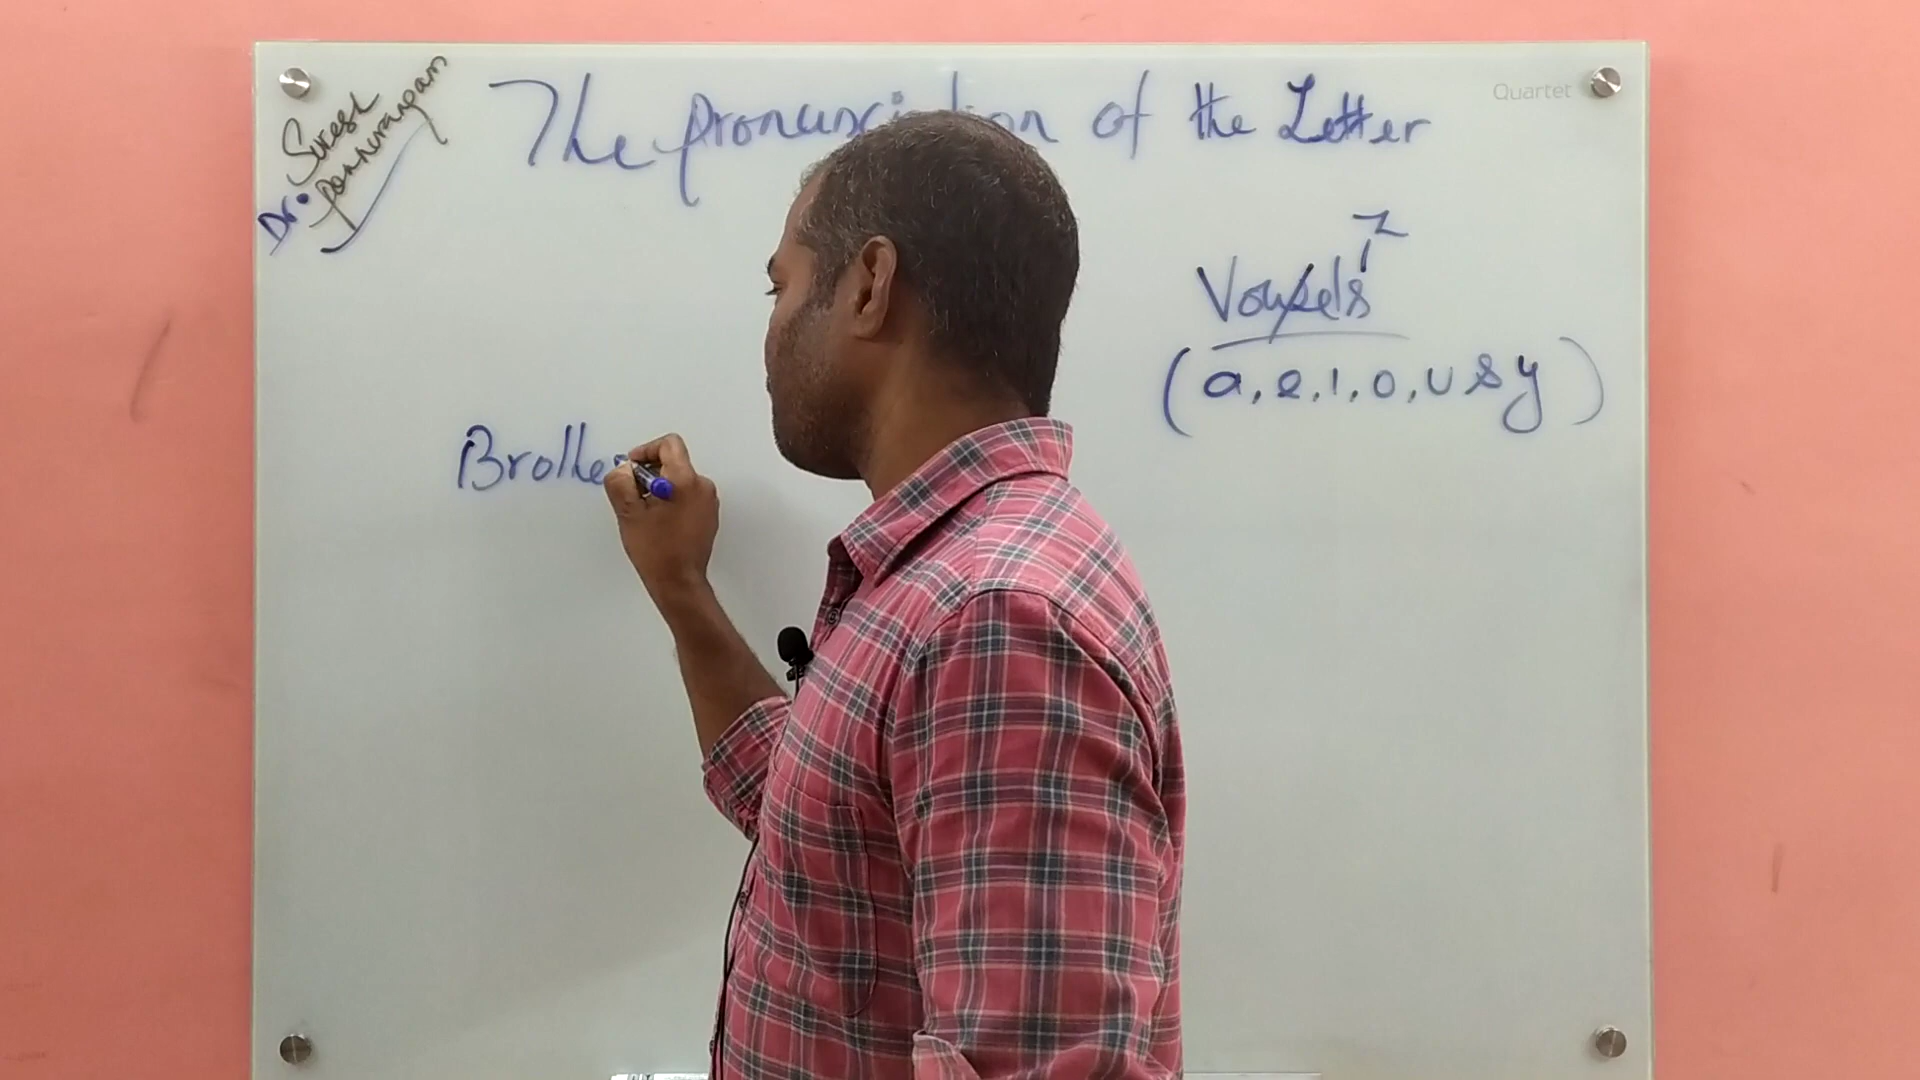 Dr. Suresh
ponnurangam
The pronunciation of the Letter
Quartet
z
Vowels
(a, e, i, o, u & y)
Brother